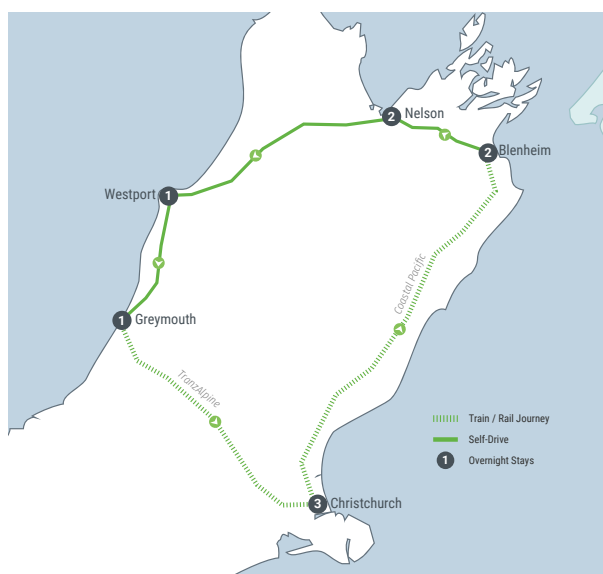 2
Nelson
2
Blenheim
Westport
1
Coastal Pacific
1
Greymouth
TranzAlpine
Train / Rail Journey
Self-Drive
1
Overnight Stays
3
Christchurch